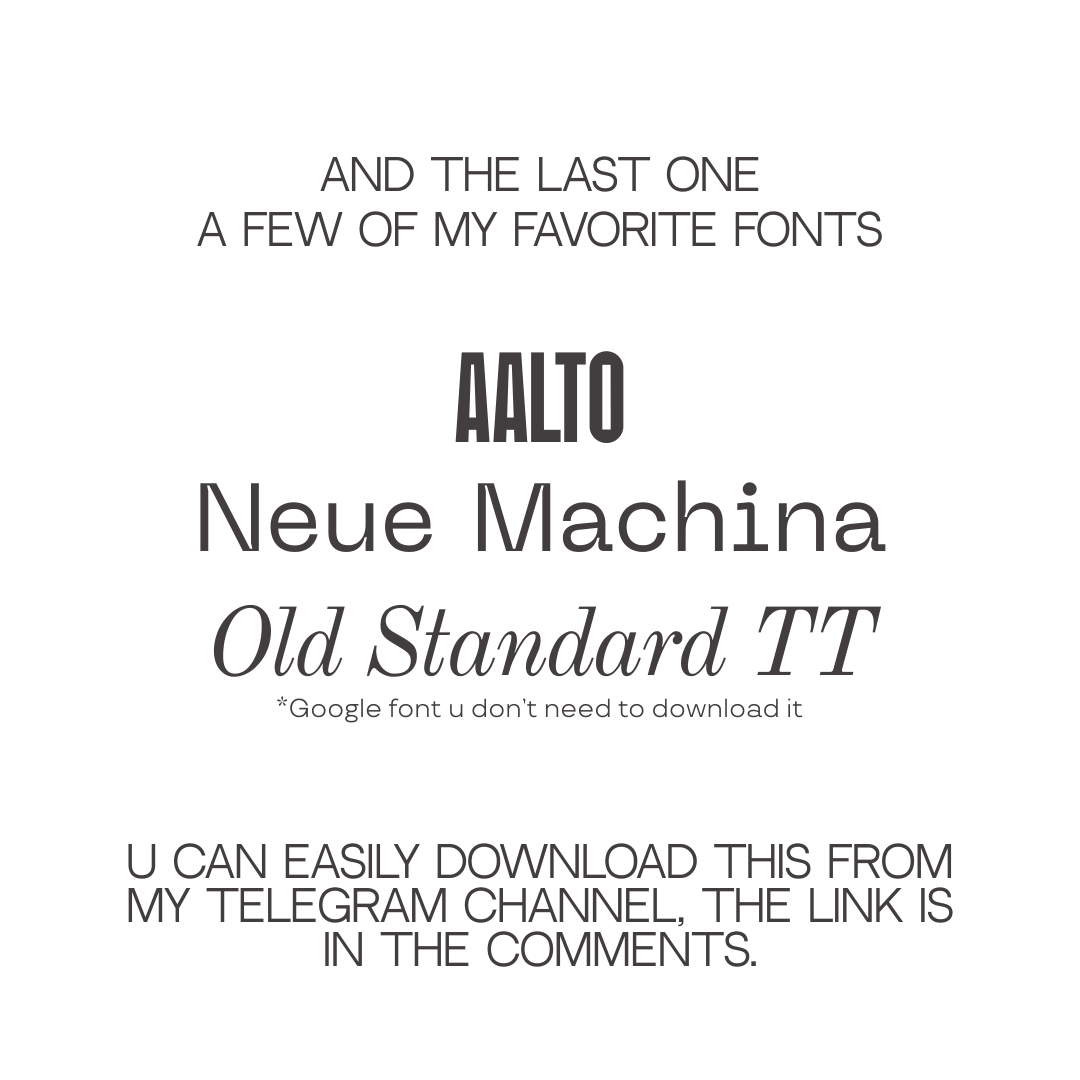 AND THE LAST ONE
A FEW OF MY FAVORITE FONTS
AALTO
Neue Machina
Old Standard TT
*Google font u don't need to download it
U CAN EASILY DOWNLOAD THIS FROM
MY TELEGRAM CHANNEL, THE LINK IS
IN THE COMMENTS.